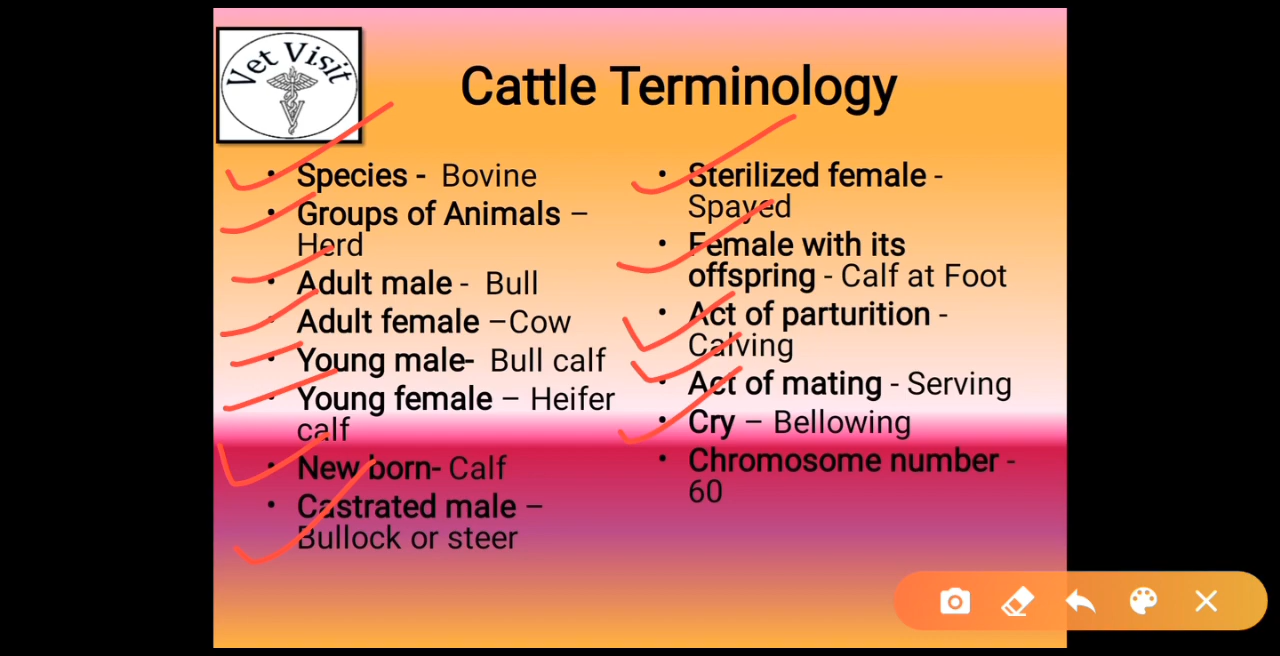 Vet Visit
Cattle Terminology
• Species - Bovine
• Groups of Animals –
Herd
• Adult male - Bull
• Adult female –Cow
• Young male- Bull calf
• Young female – Heifer
calf
• New born- Calf
• Castrated male –
Bullock or steer
• Sterilized female -
Spayed
• Female with its
offspring - Calf at Foot
• Act of parturition -
Calving
• Act of mating - Serving
• Cry – Bellowing
• Chromosome number -
60